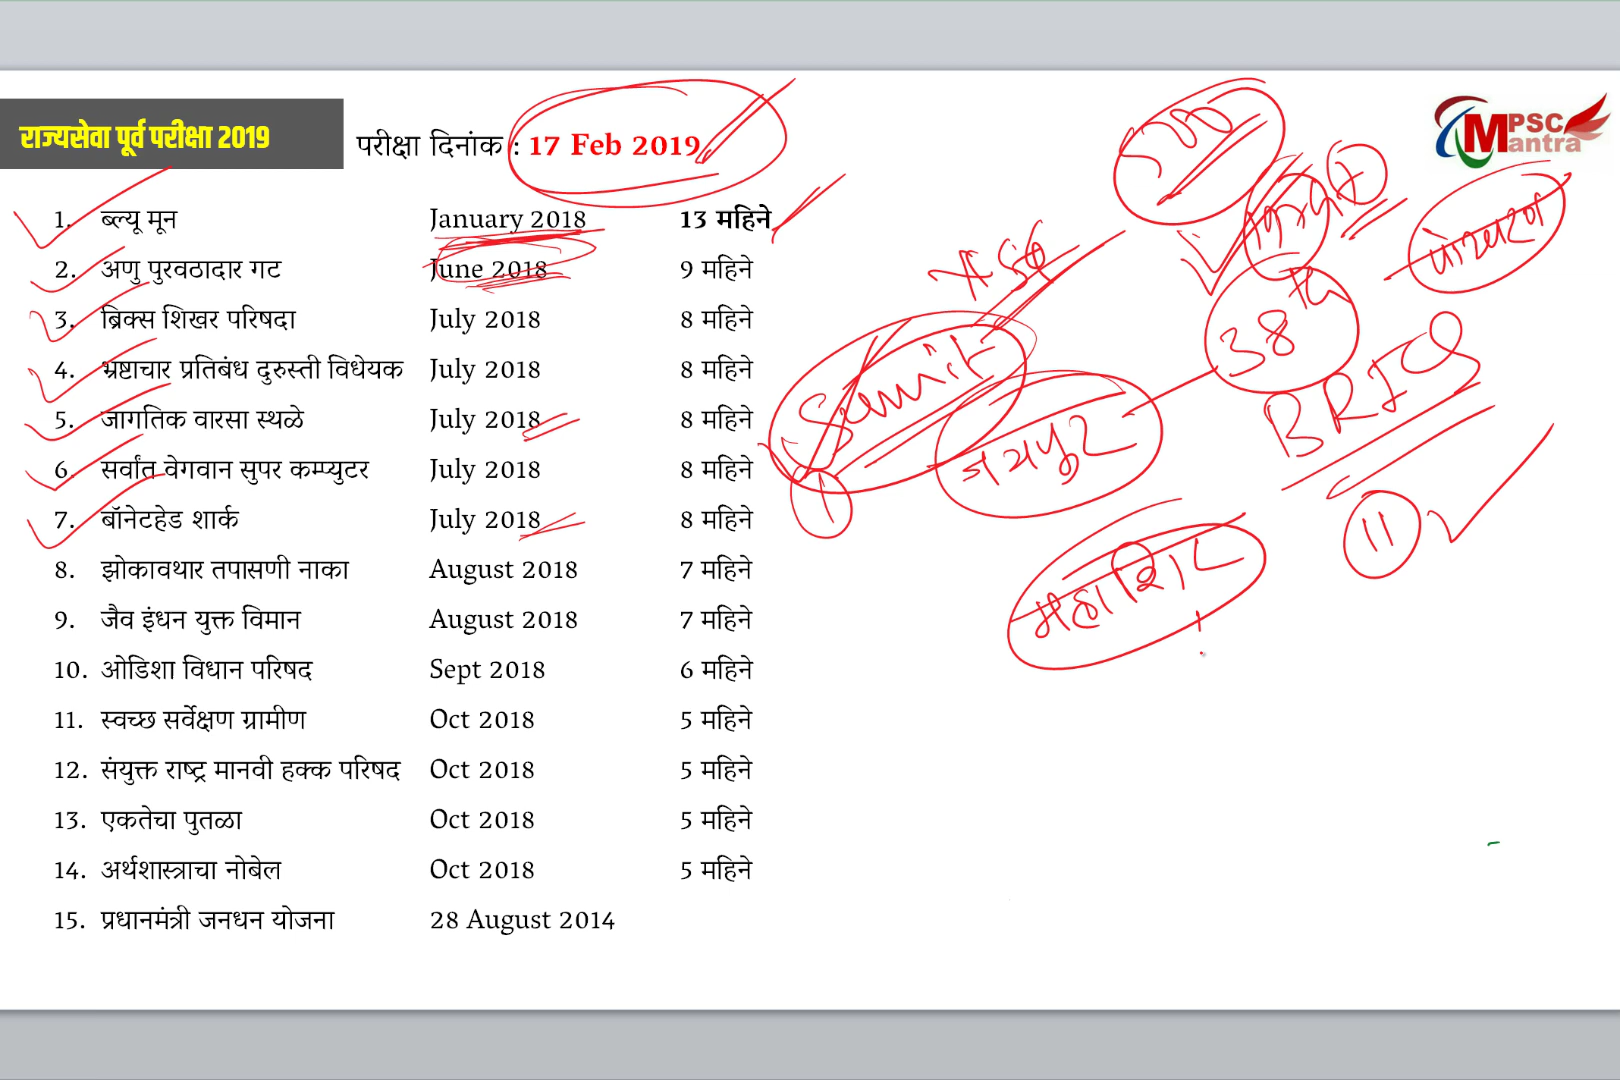 राज्यसेवा पूर्व परीक्षा 2019
परीक्षा दिनांक : 17 Feb 2019
MPSC Mantra
1. ब्ल्यू मून January 2018 13 महिने
2. अणु पुरवठादार गट June 2018 9 महिने
3. ब्रिक्स शिखर परिषदा July 2018 8 महिने
4. भ्रष्टाचार प्रतिबंध दुरुस्ती विधेयक July 2018 8 महिने
5. जागतिक वारसा स्थळे July 2018 8 महिने
6. सर्वांत वेगवान सुपर कम्प्युटर July 2018 8 महिने
7. बॉनेटहेड शार्क July 2018 8 महिने
8. झोकावथार तपासणी नाका August 2018 7 महिने
9. जैव इंधन युक्त विमान August 2018 7 महिने
10. ओडिशा विधान परिषद Sept 2018 6 महिने
11. स्वच्छ सर्वेक्षण ग्रामीण Oct 2018 5 महिने
12. संयुक्त राष्ट्र मानवी हक्क परिषद Oct 2018 5 महिने
13. एकतेचा पुतळा Oct 2018 5 महिने
14. अर्थशास्त्राचा नोबेल Oct 2018 5 महिने
15. प्रधानमंत्री जनधन योजना 28 August 2014
Summit
1
जयपूर
38
BRICS
11